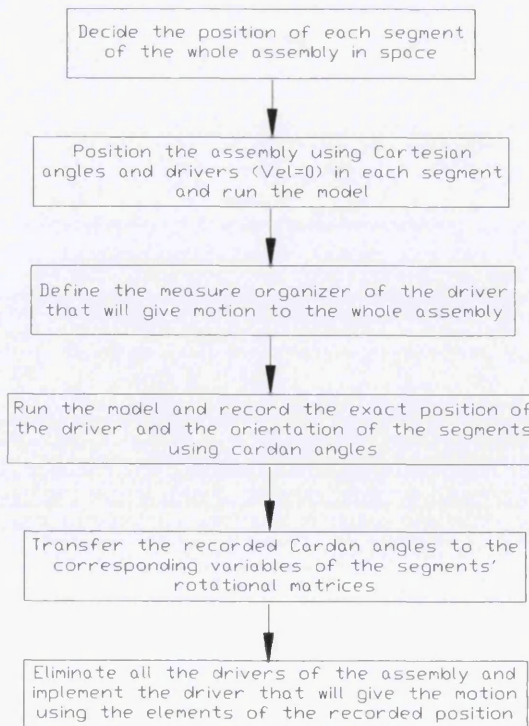 Decide the position of each segment
of the whole assembly in space
Position the assembly using Cartesian
angles and drivers (Vel=0) in each segment
and run the model
Define the measure organizer of the driver
that will give motion to the whole assembly
Run the model and record the exact position of
the driver and the orientation of the segments
using cardan angles
Transfer the recorded Cardan angles to the
corresponding variables of the segments'
rotational matrices
Eliminate all the drivers of the assembly and
implement the driver that will give the motion
using the elements of the recorded position